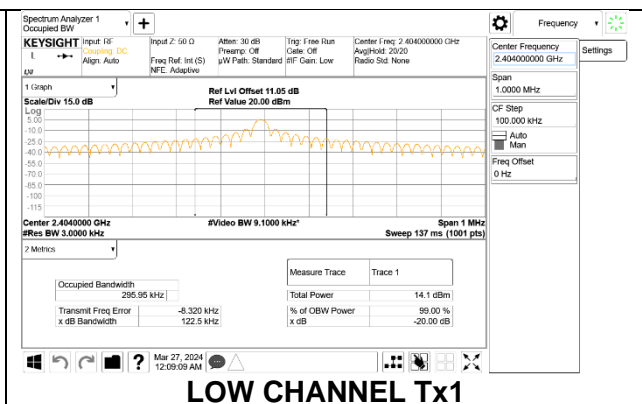 Spectrum Analyzer 1
Occupied BW
Frequency
KEYSIGHT
Input: RF
Coupling: DC
Align: Auto
Input Z: 50 Ω
Freq Ref: Int (S)
NFE: Adaptive
Atten: 30 dB
Preamp: Off
µW Path: Standard
Trig: Free Run
Gate: Off
#IF Gain: Low
Center Freq: 2.404000000 GHz
Avg|Hold: 20/20
Radio Std: None
Center Frequency
2.404000000 GHz
Settings
Span
1.0000 MHz
CF Step
100.000 kHz
Auto
Man
Freq Offset
0 Hz
1 Graph
Scale/Div 15.0 dB
Ref Lvl Offset 11.05 dB
Ref Value 20.00 dBm
Log
5.00
-10.0
-25.0
-40.0
-55.0
-70.0
-85.0
-100
-115
Center 2.4040000 GHz
#Res BW 3.0000 kHz
#Video BW 9.1000 kHz*
Span 1 MHz
Sweep 137 ms (1001 pts)
2 Metrics
Measure Trace Trace 1
Occupied Bandwidth
295.95 kHz
Total Power 14.1 dBm
Transmit Freq Error -8.320 kHz
% of OBW Power 99.00 %
x dB Bandwidth 122.5 kHz
x dB -20.00 dB
Mar 27, 2024
12:09:09 AM
LOW CHANNEL Tx1